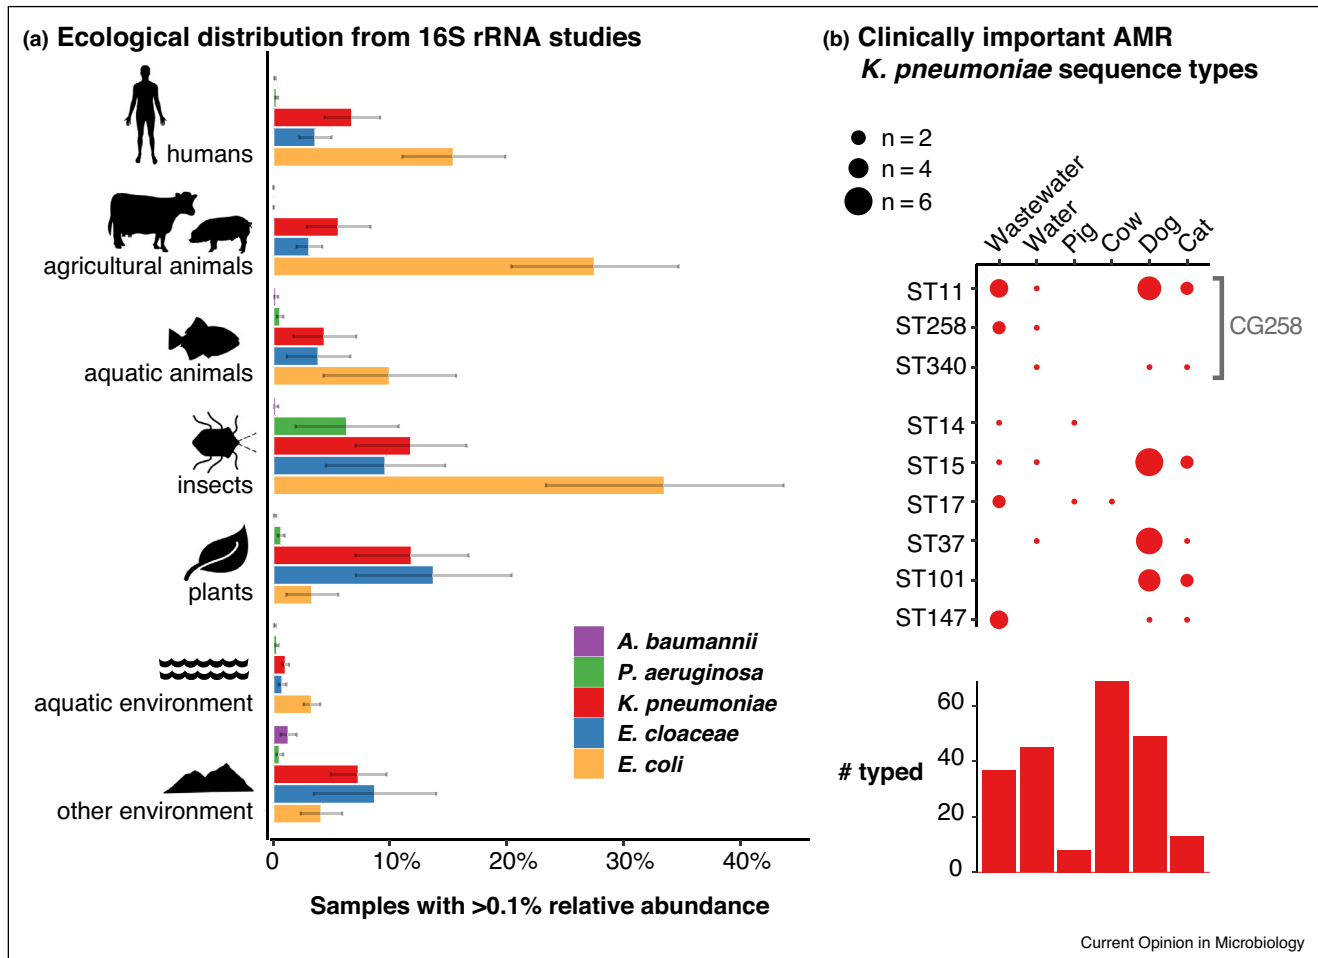 (a) Ecological distribution from 16S rRNA studies
humans
agricultural animals
aquatic animals
insects
plants
aquatic environment
other environment
A. baumannii
P. aeruginosa
K. pneumoniae
E. cloaceae
E. coli
0 10% 20% 30% 40%
Samples with >0.1% relative abundance
(b) Clinically important AMR
K. pneumoniae sequence types
n = 2
n = 4
n = 6
Wastewater Water Pig Cow Dog Cat
ST11
ST258
ST340
CG258
ST14
ST15
ST17
ST37
ST101
ST147
# typed
60
40
20
0
Current Opinion in Microbiology